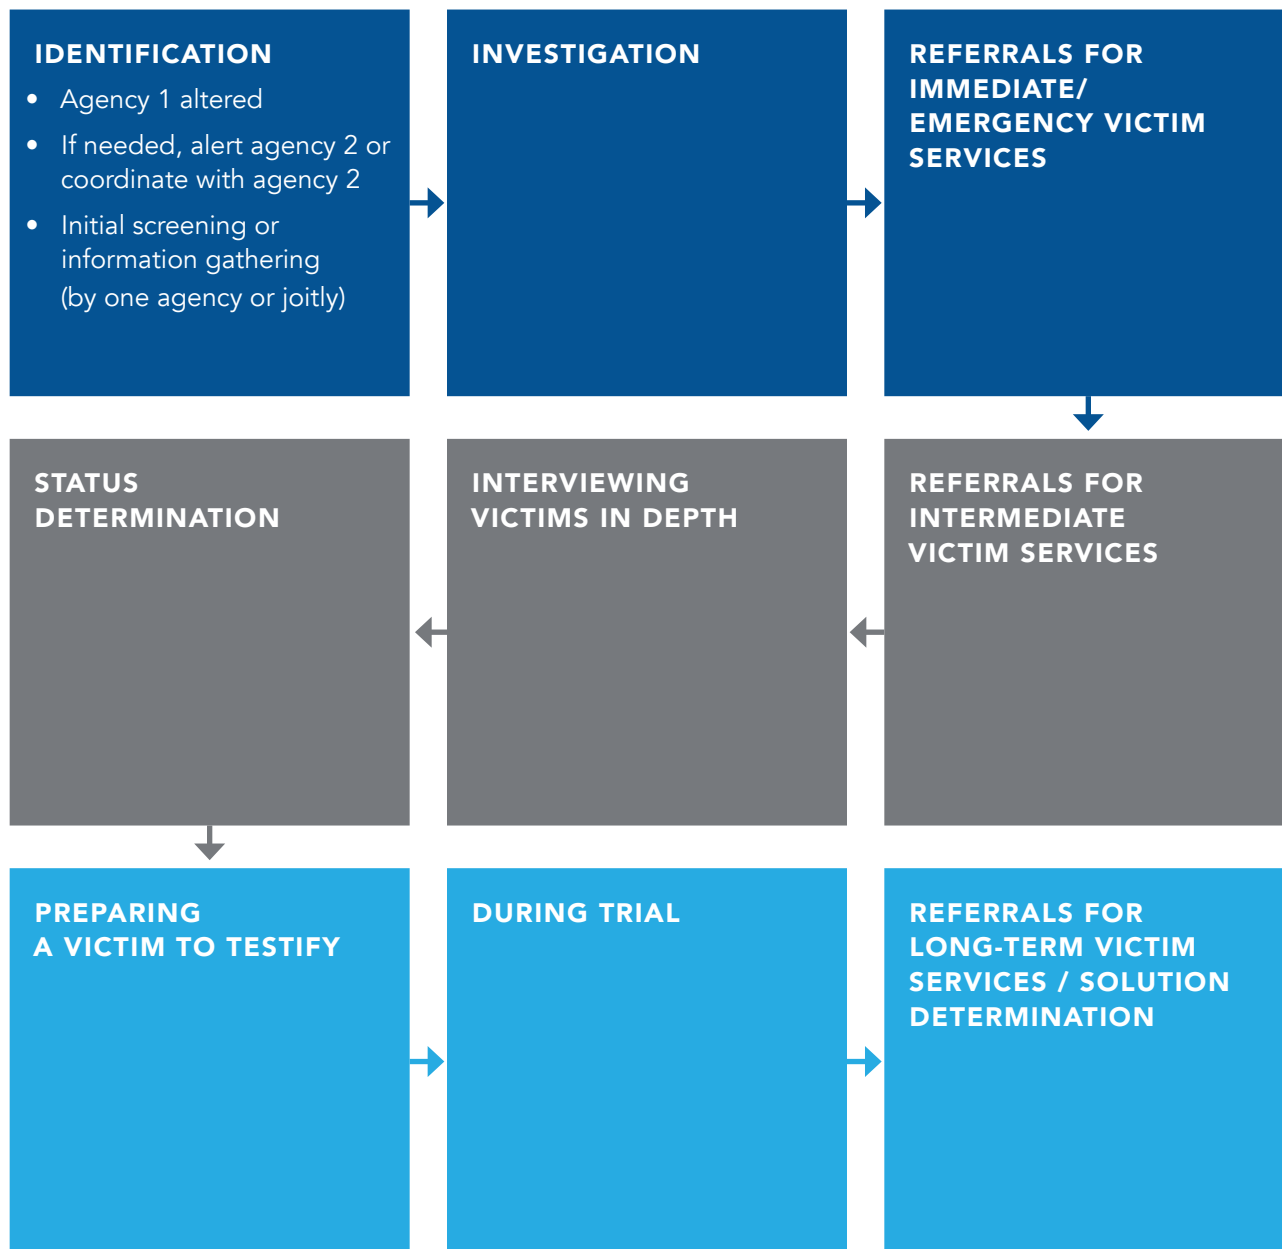 IDENTIFICATION
• Agency 1 altered
• If needed, alert agency 2 or
coordinate with agency 2
• Initial screening or
information gathering
(by one agency or joitly)
INVESTIGATION
REFERRALS FOR
IMMEDIATE/
EMERGENCY VICTIM
SERVICES
STATUS
DETERMINATION
INTERVIEWING
VICTIMS IN DEPTH
REFERRALS FOR
INTERMEDIATE
VICTIM SERVICES
PREPARING
A VICTIM TO TESTIFY
DURING TRIAL
REFERRALS FOR
LONG-TERM VICTIM
SERVICES / SOLUTION
DETERMINATION